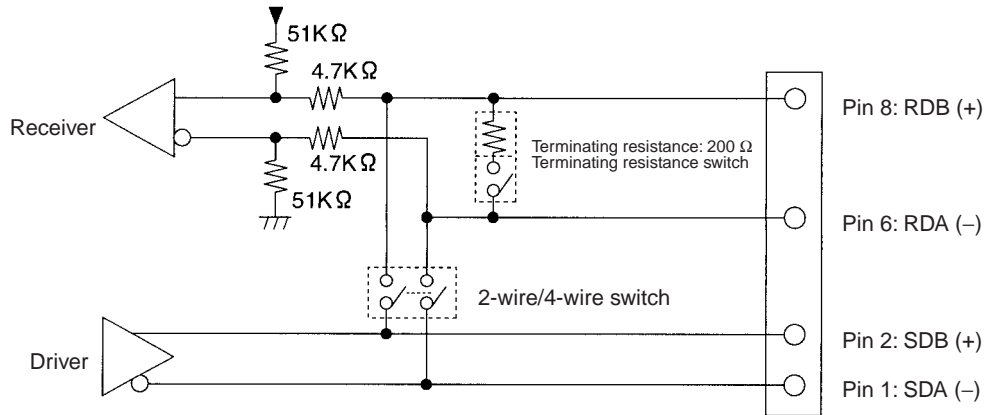 51KΩ
4.7KΩ
Receiver
Pin 8: RDB (+)
Terminating resistance: 200 Ω
Terminating resistance switch
4.7KΩ
51KΩ
Pin 6: RDA (−)
2-wire/4-wire switch
Pin 2: SDB (+)
Driver
Pin 1: SDA (−)